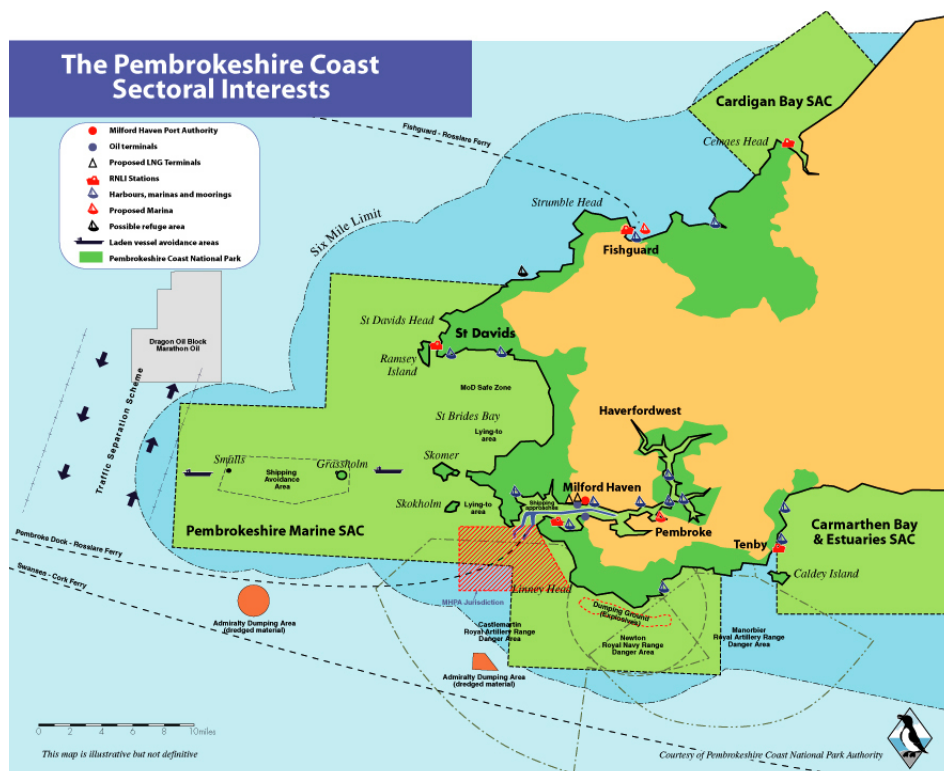 The Pembrokeshire Coast
Sectoral Interests
Milford Haven Port Authority
Oil terminals
Proposed LNG Terminals
RNLI Stations
Harbours, marinas and moorings
Proposed Marina
Possible refuge area
Laden vessel avoidance areas
Pembrokeshire Coast National Park
Cardigan Bay SAC
Fishguard - Rosslare Ferry
Cemaes Head
Strumble Head
Six Mile Limit
Fishguard
Dragon Oil Block
Marathon Oil
St Davids Head
St Davids
Ramsey
Island
MoD Safe Zone
Traffic Separation Scheme
St Brides Bay
Haverfordwest
Lying-to
area
Smalls
Grassholm
Skomer
Shipping
Avoidance
Area
Milford Haven
Skokholm
Lying-to
area
Shipping
approaches
Pembrokeshire Marine SAC
Pembroke
Carmarthen Bay
& Estuaries SAC
Tenby
Pembroke Dock - Rosslare Ferry
Swansea - Cork Ferry
Caldey Island
Linney Head
MHPA Jurisdiction
Admiralty Dumping Area
(dredged material)
Dumping Ground
(Explosives)
Castlemartin
Royal Artillery Range
Danger Area
Newton
Royal Navy Range
Danger Area
Manorbier
Royal Artillery Range
Danger Area
Admiralty Dumping Area
(dredged material)
0 2 4 6 8 10miles
This map is illustrative but not definitive
Courtesy of Pembrokeshire Coast National Park Authority